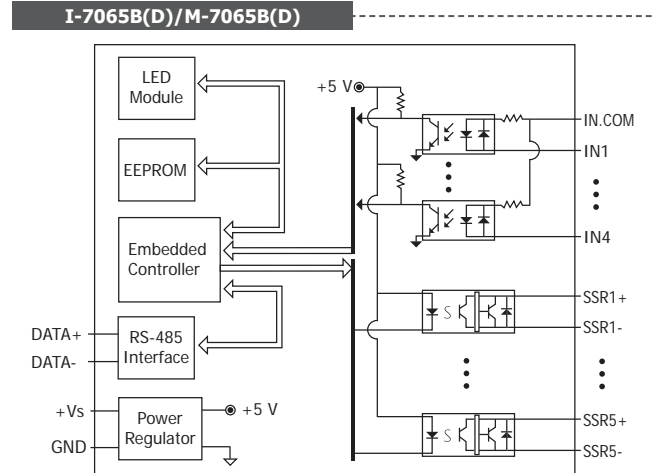 I-7065B(D)/M-7065B(D)
LED
Module
EEPROM
Embedded
Controller
DATA+
DATA-
RS-485
Interface
+Vs
GND
Power
Regulator
+5 V
+5 V
IN.COM
IN1
IN4
SSR1+
SSR1-
SSR5+
SSR5-